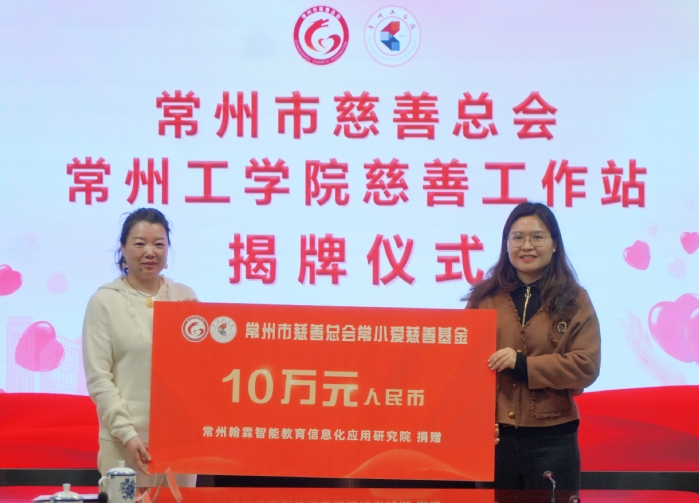 常州市慈善总会
常州工学院慈善工作站
揭牌仪式
常州市慈善总会常小爱慈善基金
10万元人民币
常州翰霖智能教育信息化应用研究院 捐赠